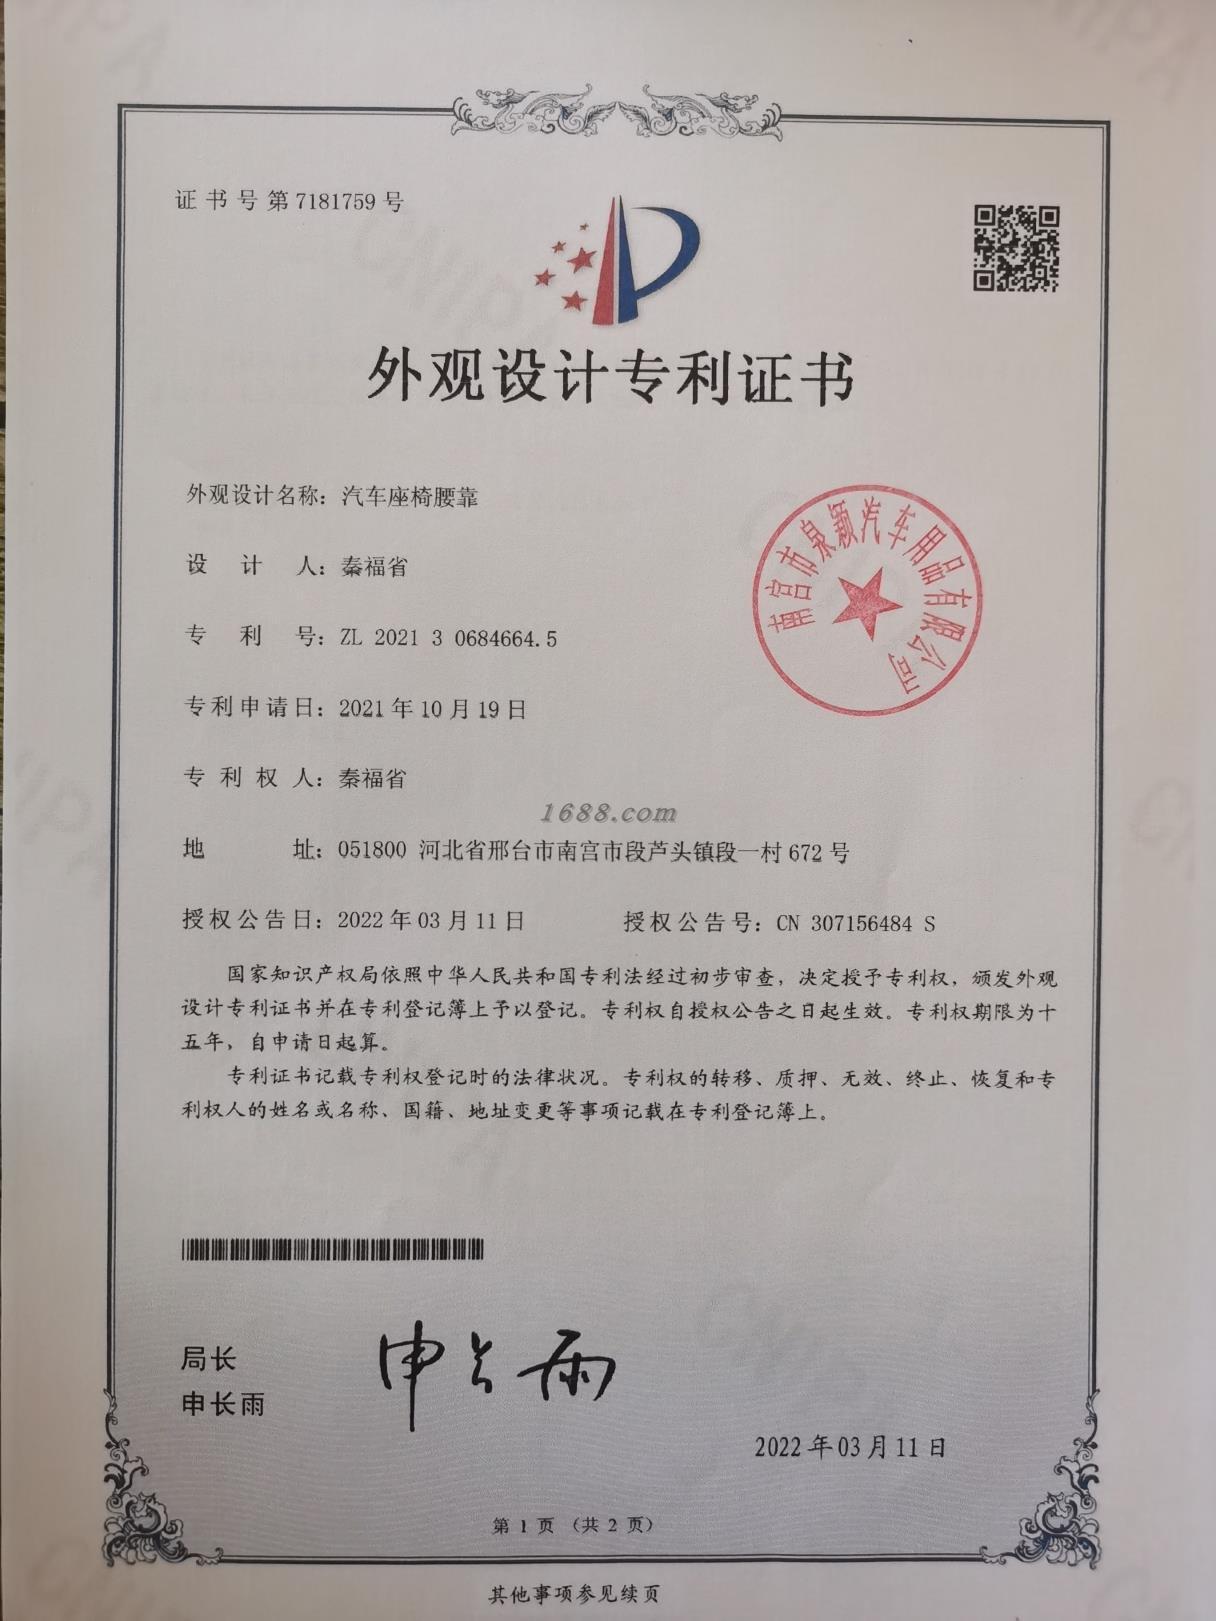 证书号第7181759号
外观设计专利证书
外观设计名称：汽车座椅腰靠
设计人：秦福省
专利号：ZL 2021 3 0684664.5
专利申请日：2021年10月19日
专利权人：秦福省
地址：051800 河北省邢台市南宫市段芦头镇段一村672号
授权公告日：2022年03月11日 授权公告号：CN 307156484 S
南宫市泉颖汽车用品有限公司
1688.com
国家知识产权局依照中华人民共和国专利法经过初步审查，决定授予专利权，颁发外观
设计专利证书并在专利登记簿上予以登记。专利权自授权公告之日起生效。专利权期限为十
五年，自申请日起算。
专利证书记载专利权登记时的法律状况。专利权的转移、质押、无效、终止、恢复和专
利权人的姓名或名称、国籍、地址变更等事项记载在专利登记簿上。
局长
申长雨
申长雨
2022年03月11日
第 1 页 （共 2 页）
其他事项参见续页